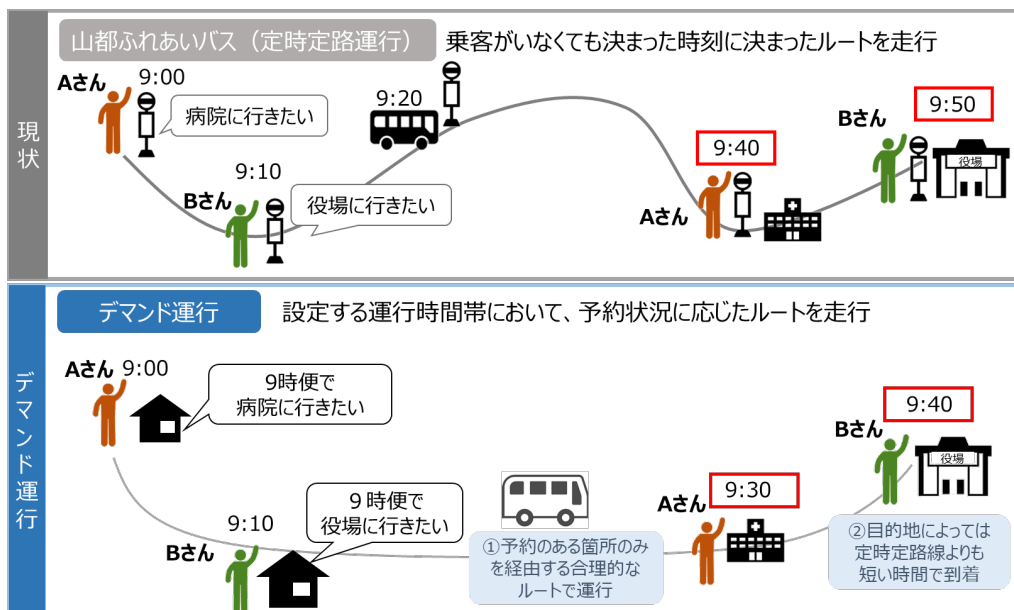 現状
山都ふれあいバス（定時定路運行）
乗客がいなくても決まった時刻に決まったルートを走行
Aさん
9:00
病院に行きたい
9:10
Bさん
役場に行きたい
9:20
9:40
Aさん
9:50
Bさん
役場
デマンド運行
デマンド運行
設定する運行時間帯において、予約状況に応じたルートを走行
Aさん
9:00
9時便で
病院に行きたい
9:10
Bさん
９時便で
役場に行きたい
①予約のある箇所のみ
を経由する合理的な
ルートで運行
Aさん
9:30
Bさん
9:40
役場
②目的地によっては
定時定路線よりも
短い時間で到着